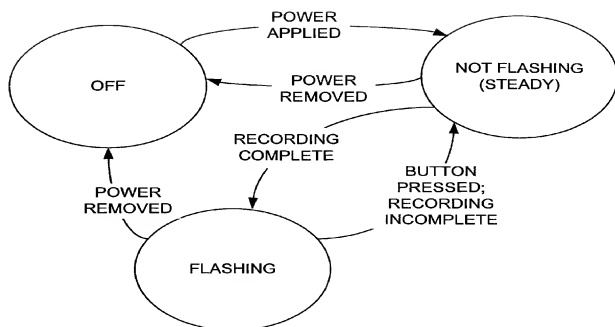 POWER
APPLIED
OFF
NOT FLASHING
(STEADY)
POWER
REMOVED
RECORDING
COMPLETE
BUTTON
PRESSED;
RECORDING
INCOMPLETE
POWER
REMOVED
FLASHING